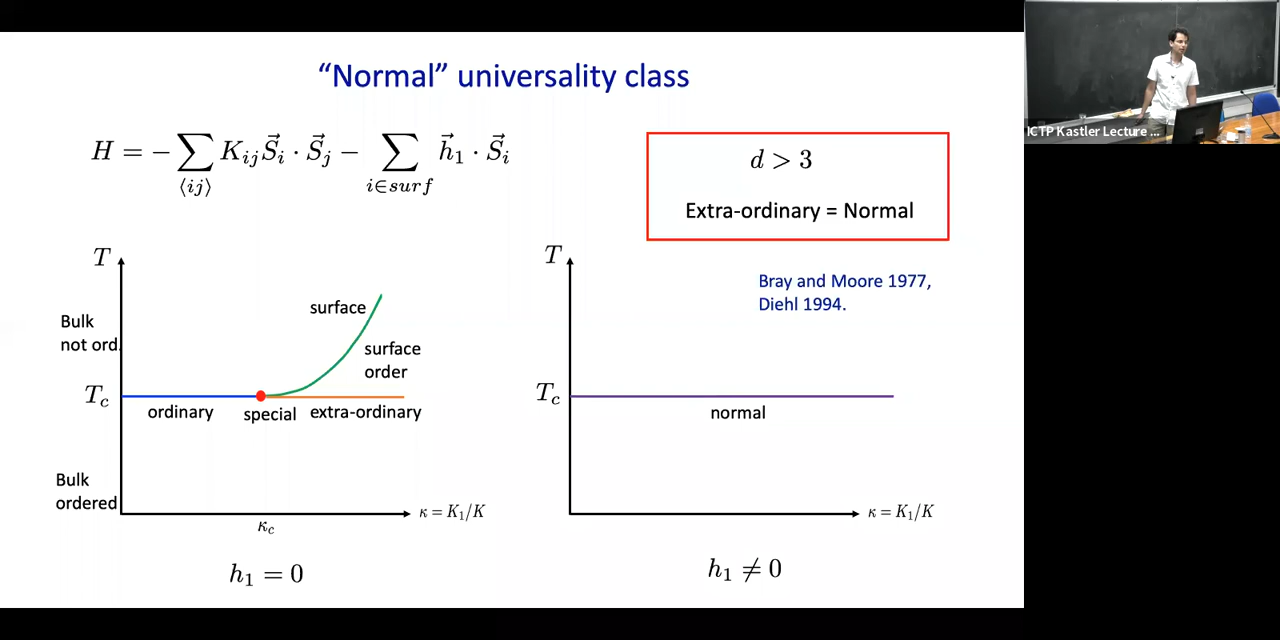 “Normal” universality class
H = − ∑ K_{ij} S⃗_i · S⃗_j − ∑ h⃗_1 · S⃗_i
⟨ij⟩ i∈surf
d > 3
Extra-ordinary = Normal
Bray and Moore 1977,
Diehl 1994.
T
surface
Bulk
not ord.
surface
order
T_c
ordinary
special
extra-ordinary
Bulk
ordered
κ = K_1/K
κ_c
h_1 = 0
T
T_c
normal
κ = K_1/K
h_1 ≠ 0
ICTP Kastler Lecture ...